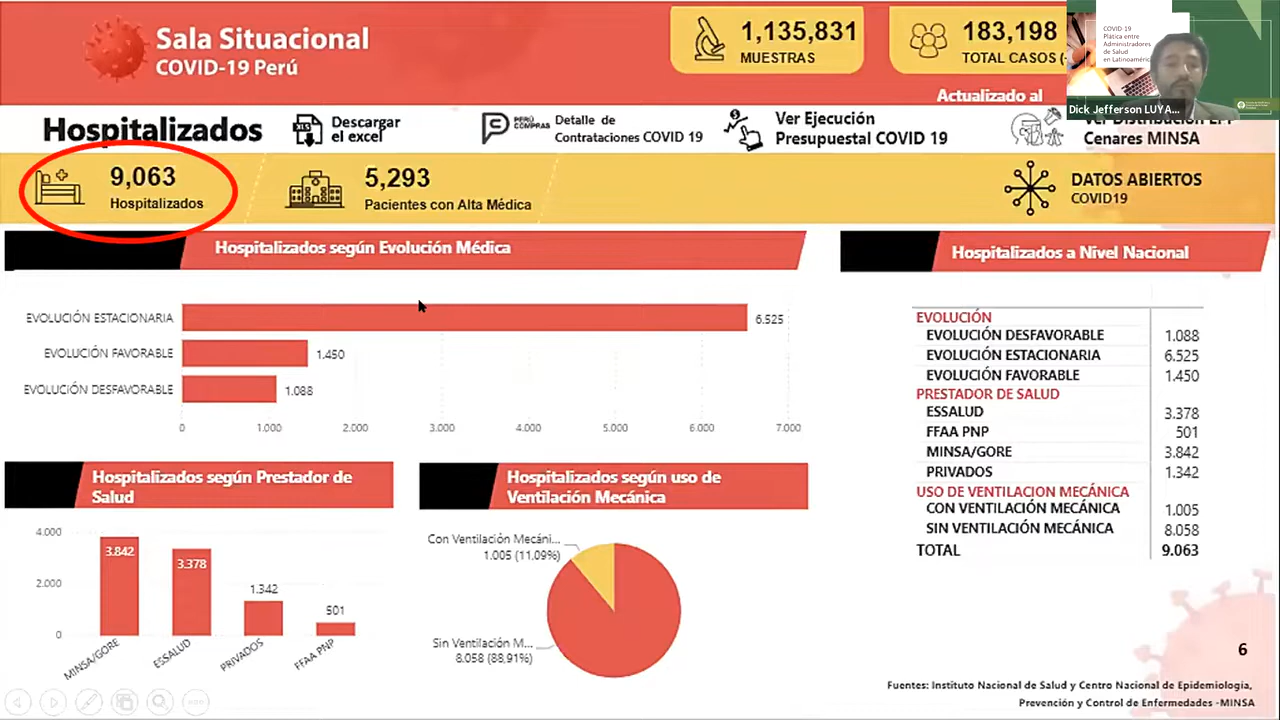 Sala Situacional
COVID-19 Perú
1,135,831
MUESTRAS
183,198
TOTAL CASOS (-
Actualizado al
COVID 19
Plática entre
Administradores
de Salud
en Latinoaméric
Dick Jefferson LUYA...
Hospitalizados
Descargar
el excel
PERÚ
COMPRAS
Detalle de
Contrataciones COVID 19
Ver Ejecución
Presupuestal COVID 19
Ver Distribución EPP
Cenares MINSA
9,063
Hospitalizados
5,293
Pacientes con Alta Médica
DATOS ABIERTOS
COVID19
Hospitalizados según Evolución Médica
EVOLUCIÓN ESTACIONARIA
6.525
EVOLUCIÓN FAVORABLE
1.450
EVOLUCIÓN DESFAVORABLE
1.088
0 1.000 2.000 3.000 4.000 5.000 6.000 7.000
Hospitalizados a Nivel Nacional
EVOLUCIÓN
EVOLUCIÓN DESFAVORABLE 1.088
EVOLUCIÓN ESTACIONARIA 6.525
EVOLUCIÓN FAVORABLE 1.450
PRESTADOR DE SALUD
ESSALUD 3.378
FFAA PNP 501
MINSA/GORE 3.842
PRIVADOS 1.342
USO DE VENTILACION MECÁNICA
CON VENTILACIÓN MECÁNICA 1.005
SIN VENTILACIÓN MECÁNICA 8.058
TOTAL 9.063
Hospitalizados según Prestador de
Salud
4.000
2.000
0
3.842
3.378
1.342
501
MINSA/GORE
ESSALUD
PRIVADOS
FFAA PNP
Hospitalizados según uso de
Ventilación Mecánica
Con Ventilación Mecáni...
1.005 (11,09%)
Sin Ventilación M...
8.058 (88,91%)
6
Fuentes: Instituto Nacional de Salud y Centro Nacional de Epidemiología,
Prevención y Control de Enfermedades -MINSA
XLS